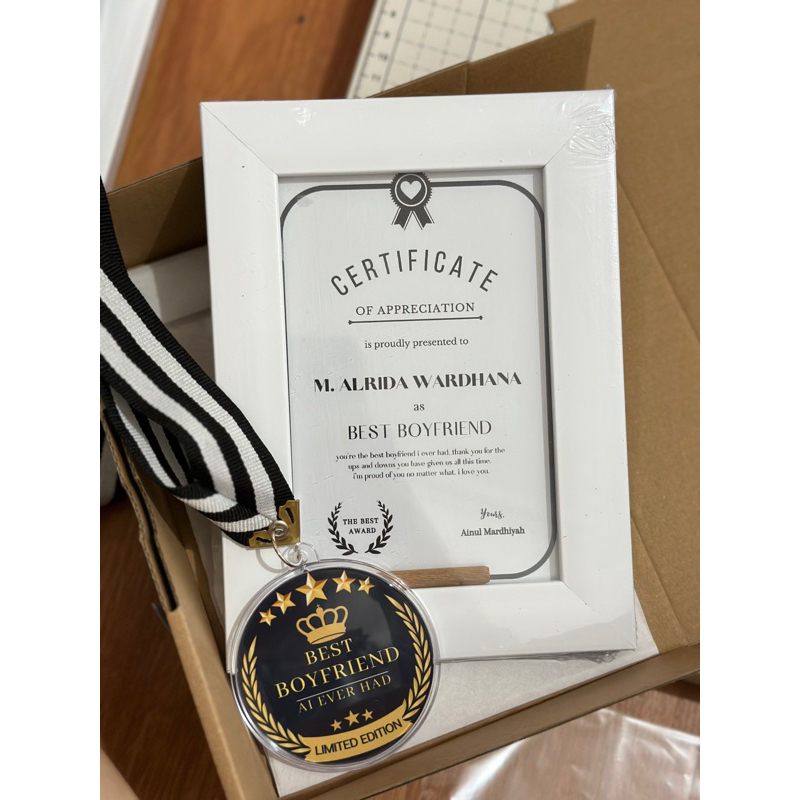 CERTIFICATE
OF APPRECIATION
is proudly presented to
M. ALRIDA WARDHANA
as
BEST BOYFRIEND
you're the best boyfriend i ever had. thank you for the
ups and downs you have given us all this time.
i'm proud of you no matter what. i love you.
THE BEST
AWARD
Yours,
Ainul Mardhiyah
BEST
BOYFRIEND
AI EVER HAD
LIMITED EDITION